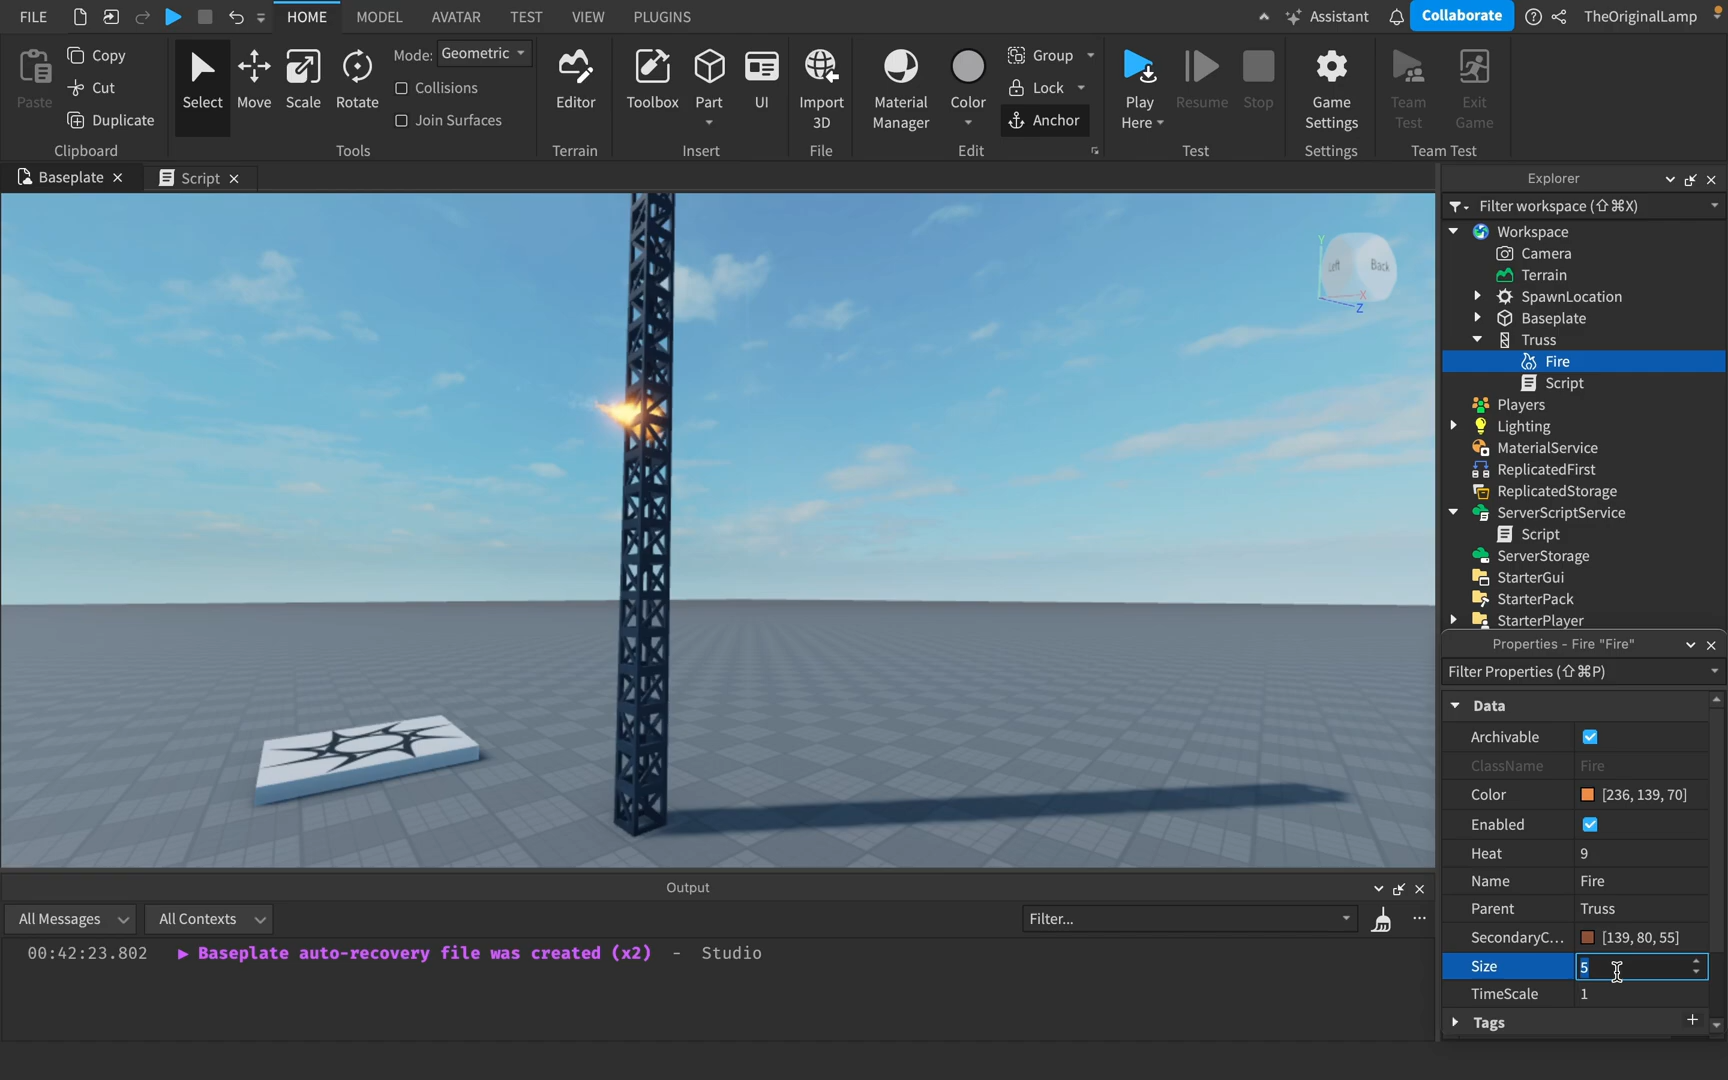 FILE HOME MODEL AVATAR TEST VIEW PLUGINS Assistant Collaborate TheOriginalLamp
Paste Copy Cut Duplicate
Clipboard
Select Move Scale Rotate
Mode: Geometric
Collisions
Join Surfaces
Tools
Editor
Terrain
Toolbox Part UI
Insert
Import 3D
File
Material Manager
Color
Group
Lock
Anchor
Edit
Play Here Resume Stop
Test
Game Settings
Settings
Team Test
Exit Game
Team Test
Baseplate Script
Left Back
Y
X
Z
Explorer
Filter workspace (⇧⌘X)
Workspace
Camera
Terrain
SpawnLocation
Baseplate
Truss
Fire
Script
Players
Lighting
MaterialService
ReplicatedFirst
ReplicatedStorage
ServerScriptService
Script
ServerStorage
StarterGui
StarterPack
StarterPlayer
Properties - Fire "Fire"
Filter Properties (⇧⌘P)
Data
Archivable
ClassName Fire
Color [236, 139, 70]
Enabled
Heat 9
Name Fire
Parent Truss
SecondaryC... [139, 80, 55]
Size 5
TimeScale 1
Tags
Output
All Messages All Contexts Filter...
00:42:23.802 Baseplate auto-recovery file was created (x2) - Studio